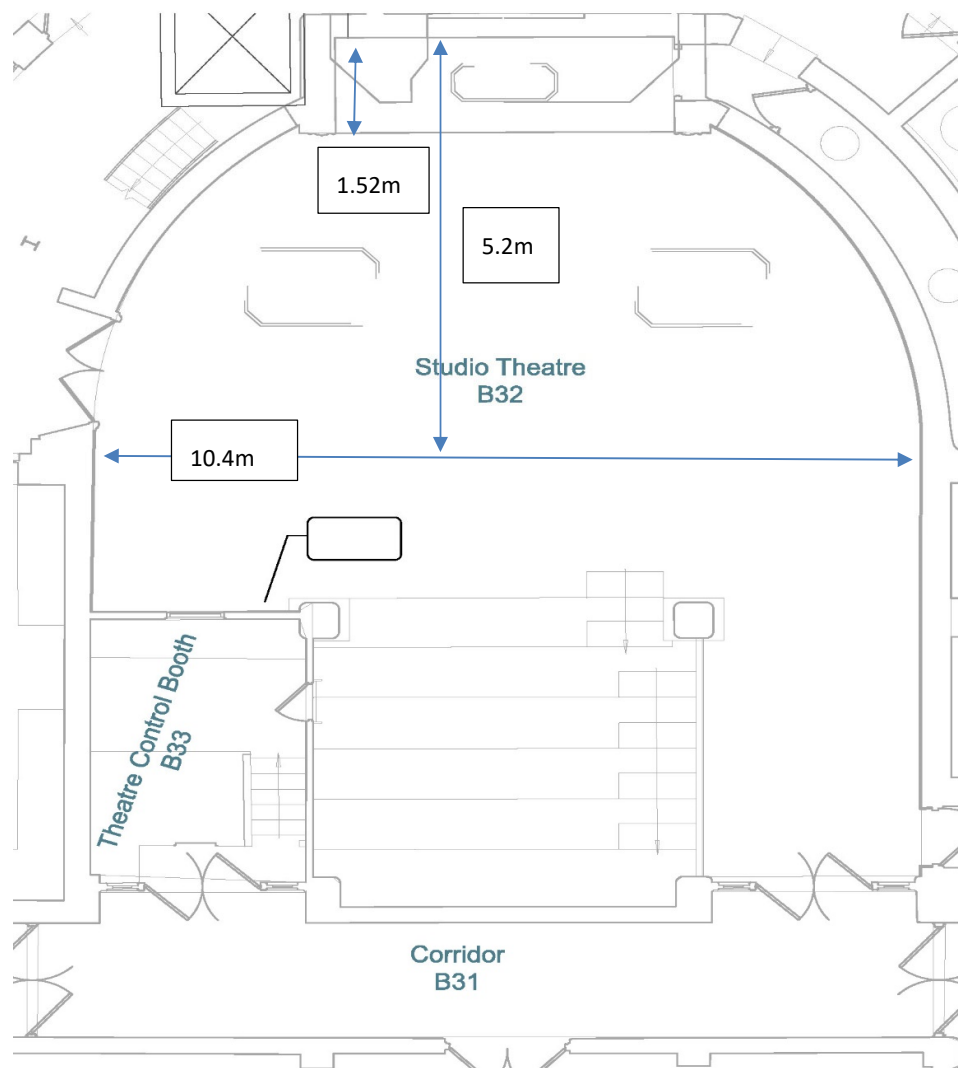 1.52m
5.2m
Studio Theatre
B32
10.4m
Theatre Control Booth
B33
Corridor
B31